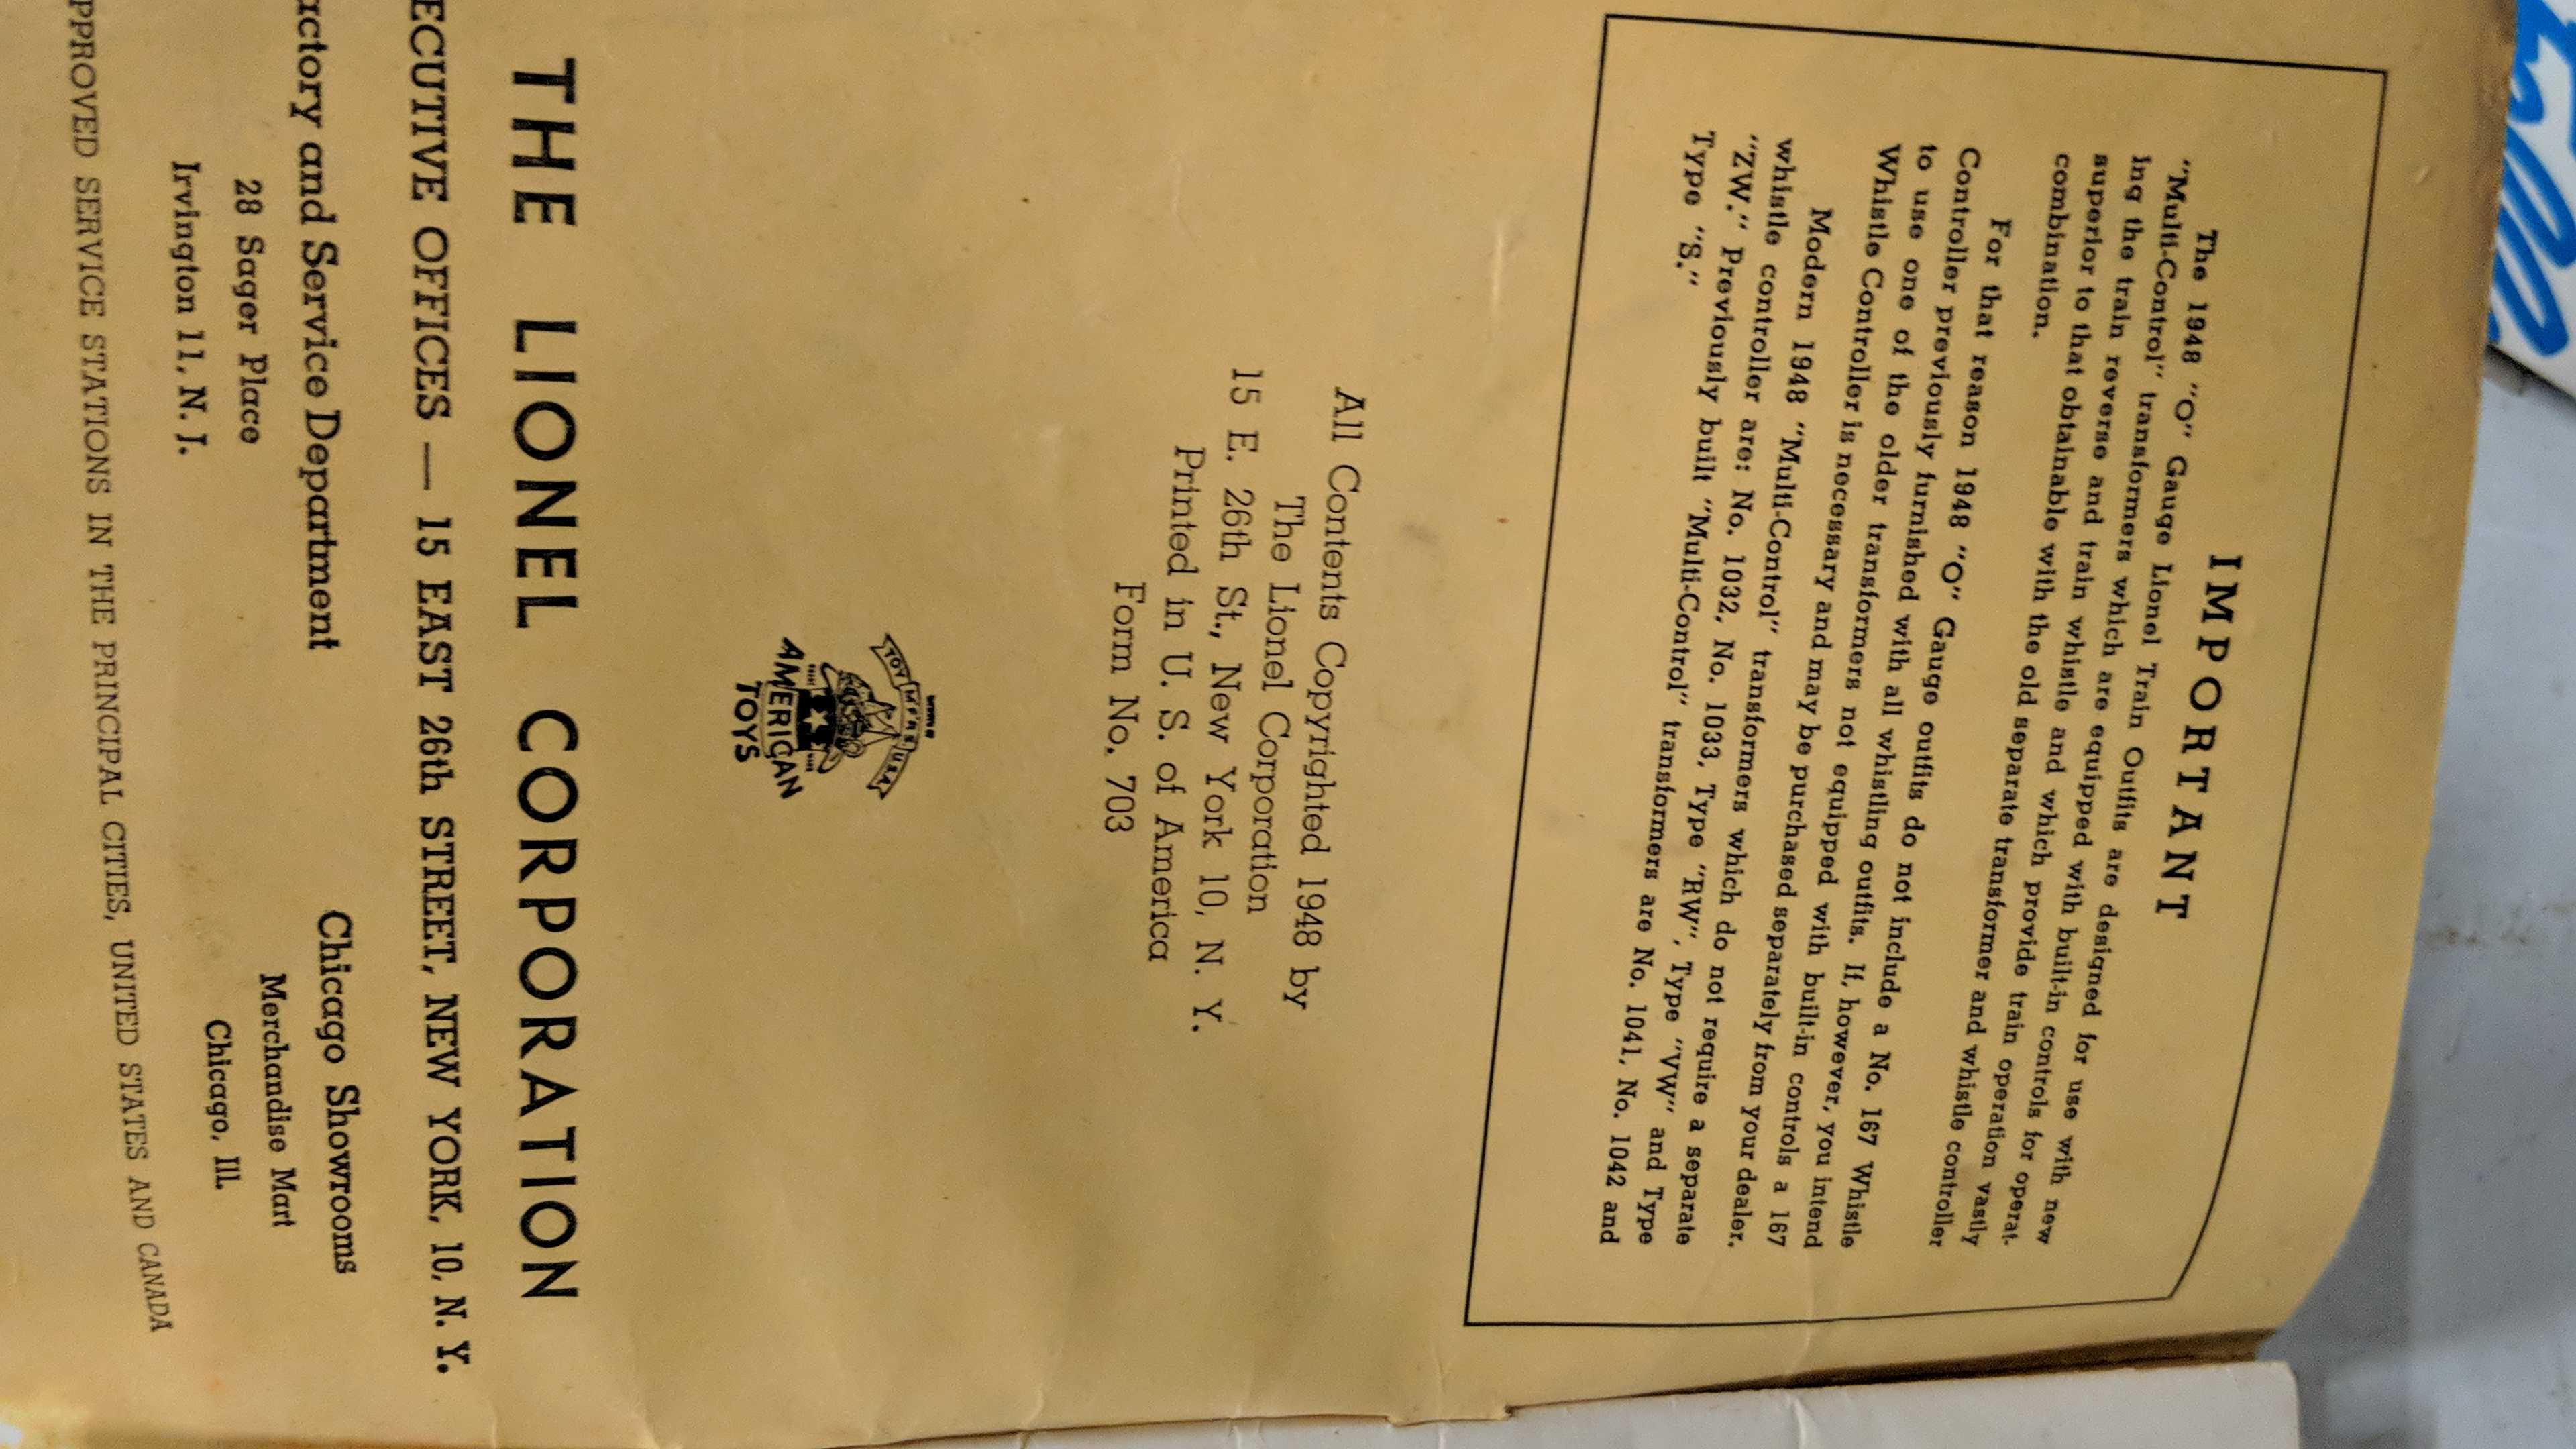 IMPORTANT
The 1948 "O" Gauge Lionel Train Outfits are designed for use with new
"Multi-Control" transformers which are equipped with built-in controls for operat-
ing the train reverse and train whistle and which provide train operation vastly
superior to that obtainable with the old separate transformer and whistle controller
combination.
For that reason 1948 "O" Gauge outfits do not include a No. 167 Whistle
Controller previously furnished with all whistling outfits. If, however, you intend
to use one of the older transformers not equipped with built-in controls a 167
Whistle Controller is necessary and may be purchased separately from your dealer.
Modern 1948 "Multi-Control" transformers which do not require a separate
whistle controller are: No. 1032, No. 1033, Type "RW", Type "VW" and Type
"ZW." Previously built "Multi-Control" transformers are No. 1041, No. 1042 and
Type "S."
All Contents Copyrighted 1948 by
The Lionel Corporation
15 E. 26th St., New York 10, N. Y.
Printed in U. S. of America
Form No. 703
TOY MFRS USA
AMERICAN
TOYS
THE LIONEL CORPORATION
ECUTIVE OFFICES — 15 EAST 26th STREET, NEW YORK, 10, N. Y.
actory and Service Department
28 Sager Place
Irvington 11, N. J.
Chicago Showrooms
Merchandise Mart
Chicago, Ill.
PPROVED SERVICE STATIONS IN THE PRINCIPAL CITIES, UNITED STATES AND CANADA